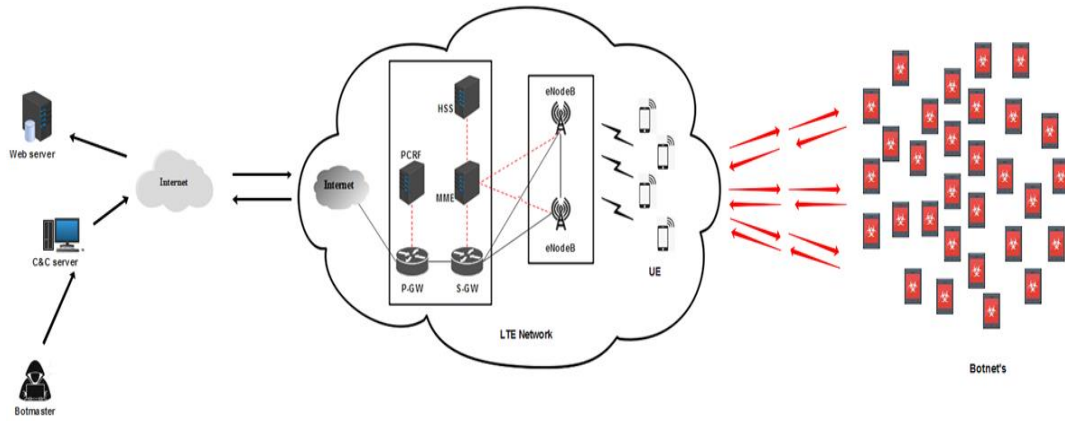 Web server
Internet
C&C server
Botmaster
Internet
HSS
PCRF
MME
P-GW
S-GW
eNodeB
eNodeB
UE
LTE Network
Botnet's